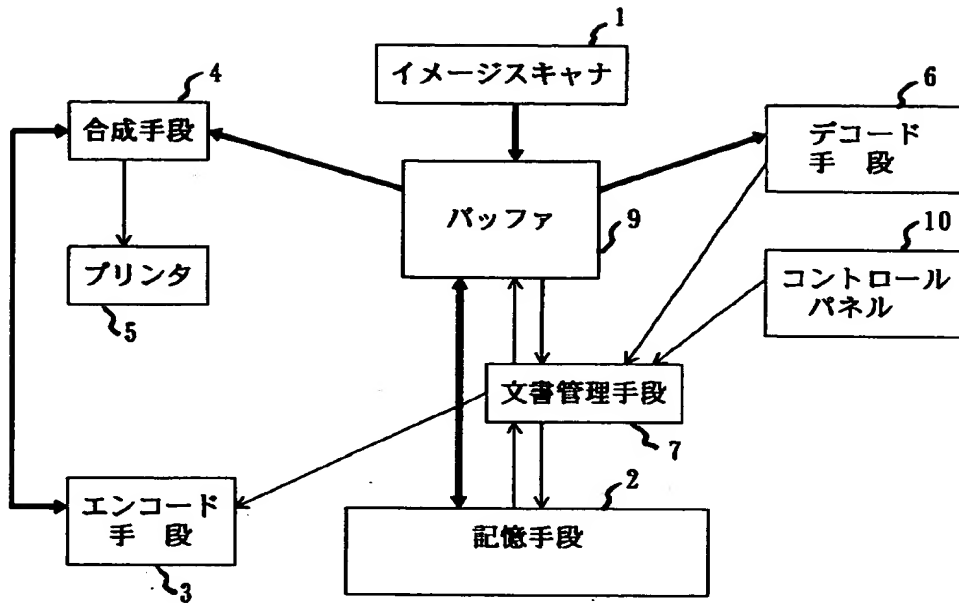 1
イメージスキャナ
4
合成手段
6
デコード
手 段
バッファ
9
10
コントロール
パネル
プリンタ
5
文書管理手段
7
2
記憶手段
エンコード
手 段
3